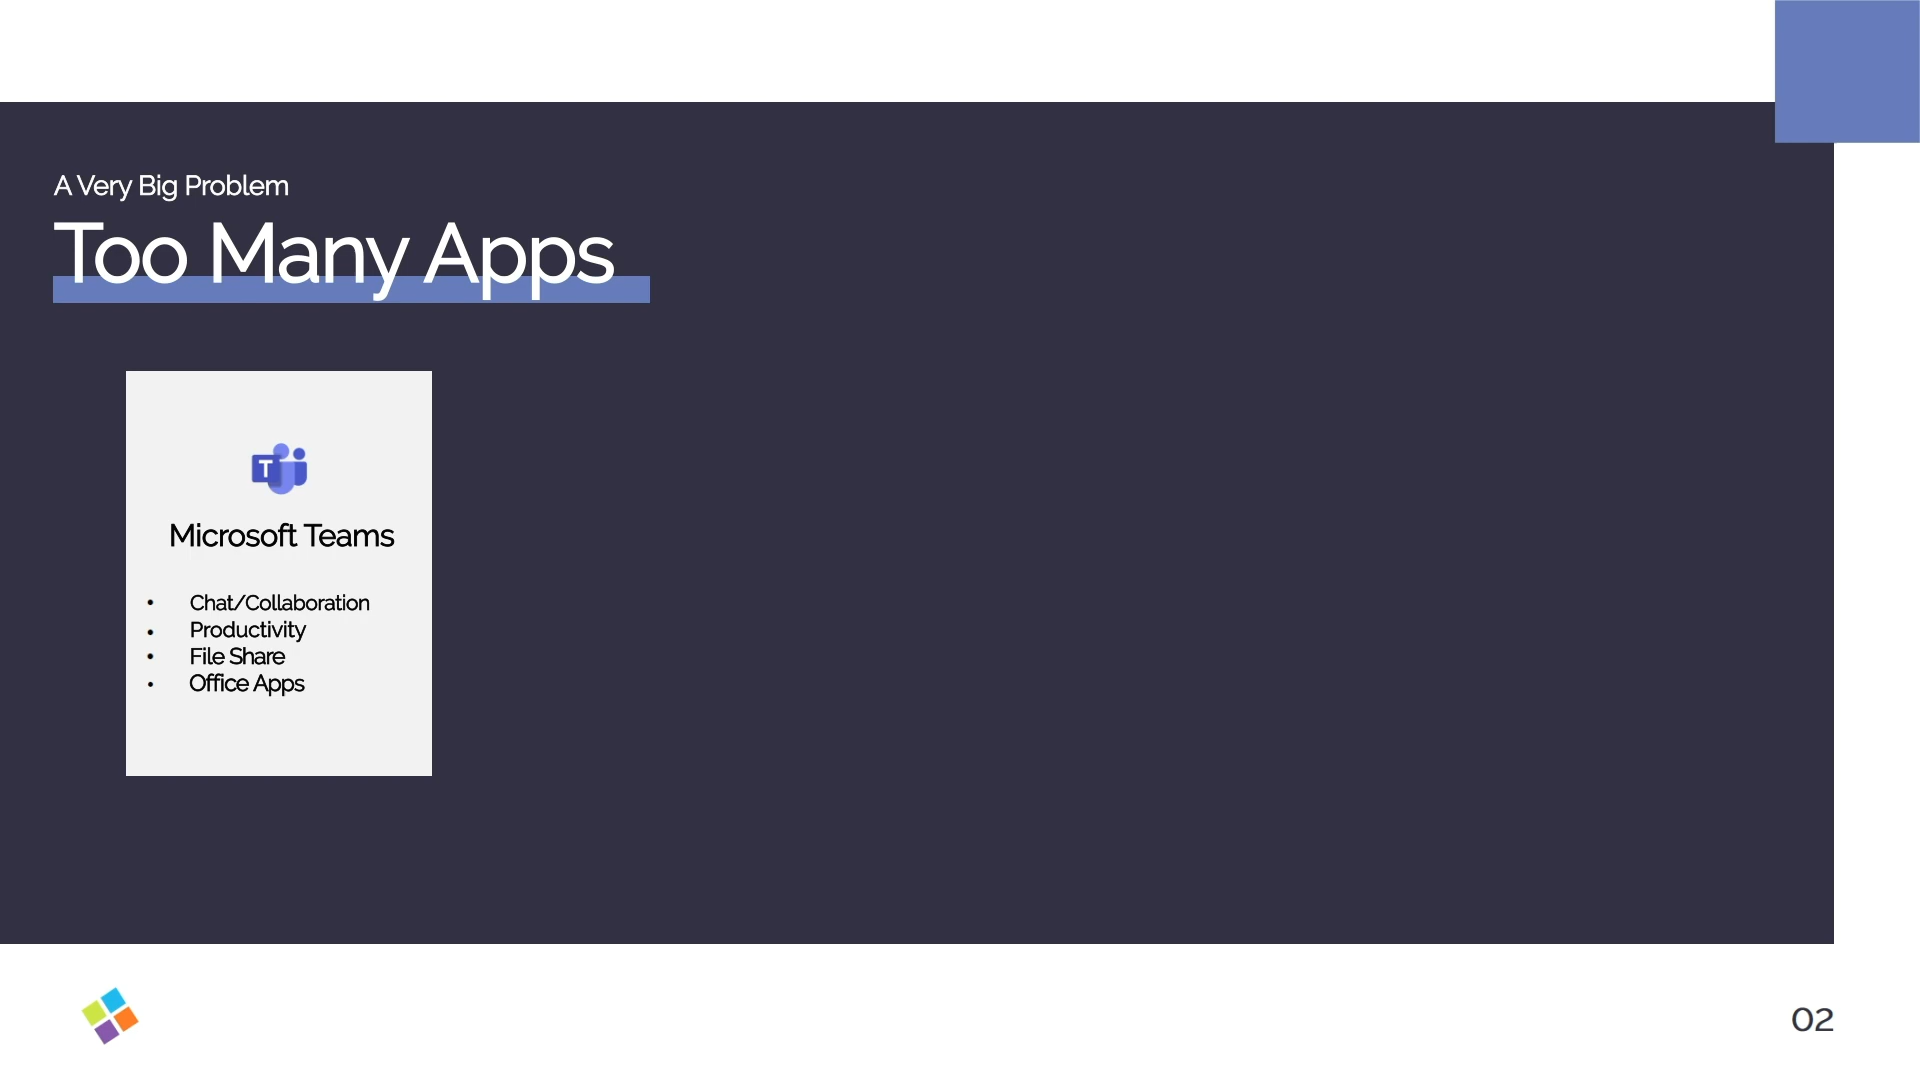 A Very Big Problem
Too Many Apps
T
Microsoft Teams
• Chat/Collaboration
• Productivity
• File Share
• Office Apps
02